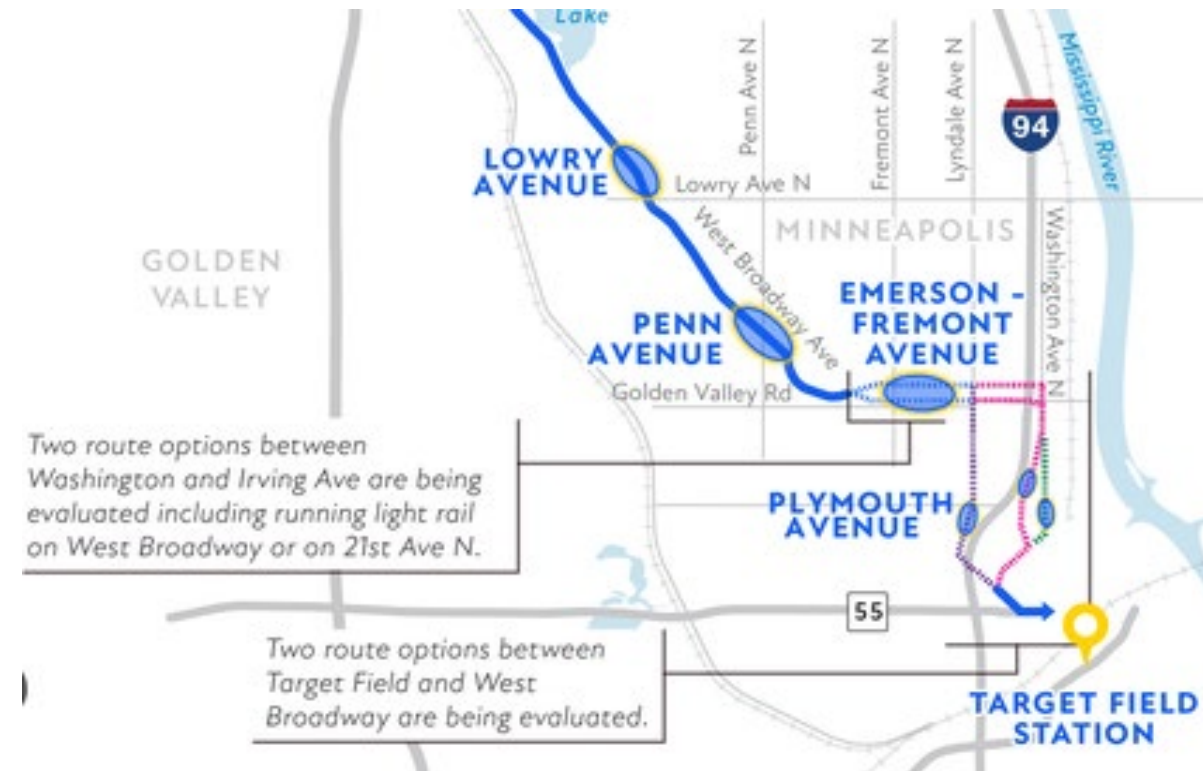 Lake
Mississippi River
Penn Ave N
Fremont Ave N
Lyndale Ave N
94
LOWRY
AVENUE
Lowry Ave N
West Broadway Ave
MINNEAPOLIS
Washington Ave N
GOLDEN
VALLEY
EMERSON -
FREMONT
AVENUE
PENN
AVENUE
Golden Valley Rd
Two route options between
Washington and Irving Ave are being
evaluated including running light rail
on West Broadway or on 21st Ave N.
PLYMOUTH
AVENUE
55
Two route options between
Target Field and West
Broadway are being evaluated.
TARGET FIELD
STATION